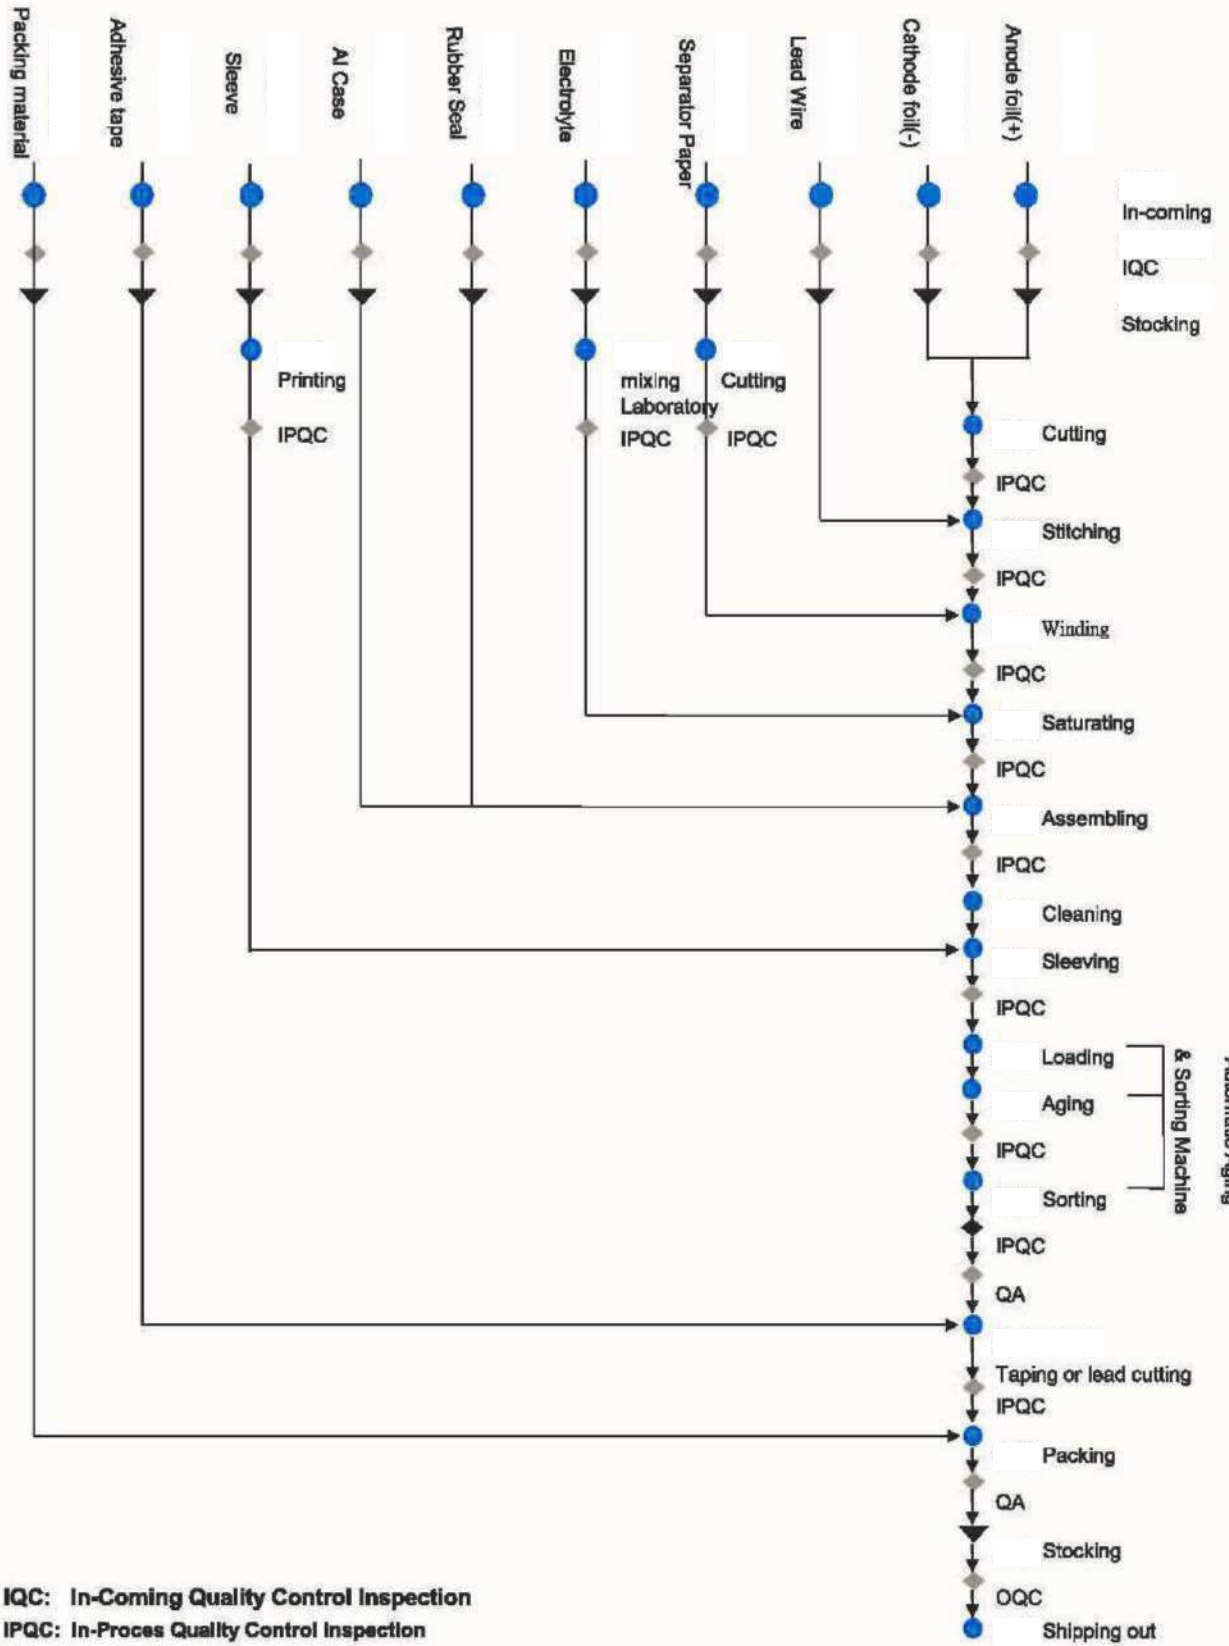 Packing material
Adhesive tape
Sleeve
Al Case
Rubber Seal
Electrolyte
Separator Paper
Lead Wire
Cathode foil(-)
Anode foil(+)
In-coming
IQC
Stocking
Printing
IPQC
mixing
Laboratory
IPQC
Cutting
IPQC
Cutting
IPQC
Stitching
IPQC
Winding
IPQC
Saturating
IPQC
Assembling
IPQC
Cleaning
Sleeving
IPQC
Loading
Aging
IPQC
Sorting
& Sorting Machine
IPQC
QA
Taping or lead cutting
IPQC
Packing
QA
Stocking
OQC
Shipping out
IQC: In-Coming Quality Control Inspection
IPQC: In-Proces Quality Control Inspection